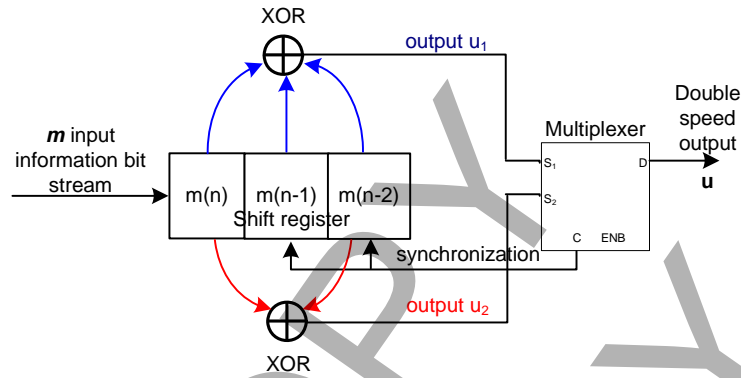 XOR
output u1
m input
information bit
stream
m(n)
m(n-1)
m(n-2)
Shift register
Multiplexer
S1
S2
D
C
ENB
Double
speed
output
u
synchronization
output u2
XOR
P Y
Y